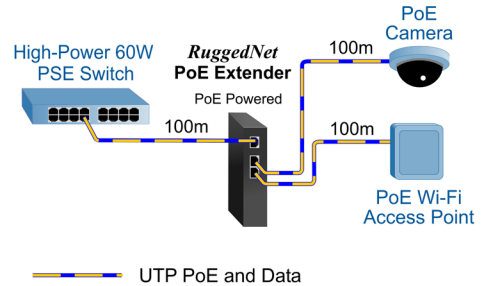 High-Power 60W
PSE Switch
RuggedNet
PoE Extender
PoE Powered
PoE
Camera
100m
100m
100m
PoE Wi-Fi
Access Point
UTP PoE and Data